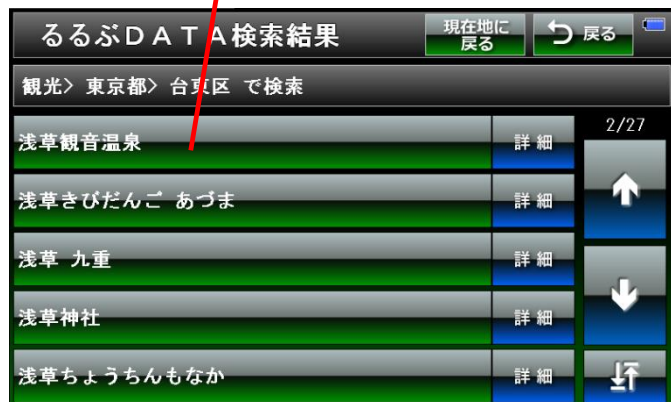 るるぶDATA検索結果
現在地に
戻る
戻る
観光> 東京都> 台東区 で検索
2/27
浅草観音温泉 詳細
浅草きびだんご あづま 詳細
浅草 九重 詳細
浅草神社 詳細
浅草ちょうちんもなか 詳細